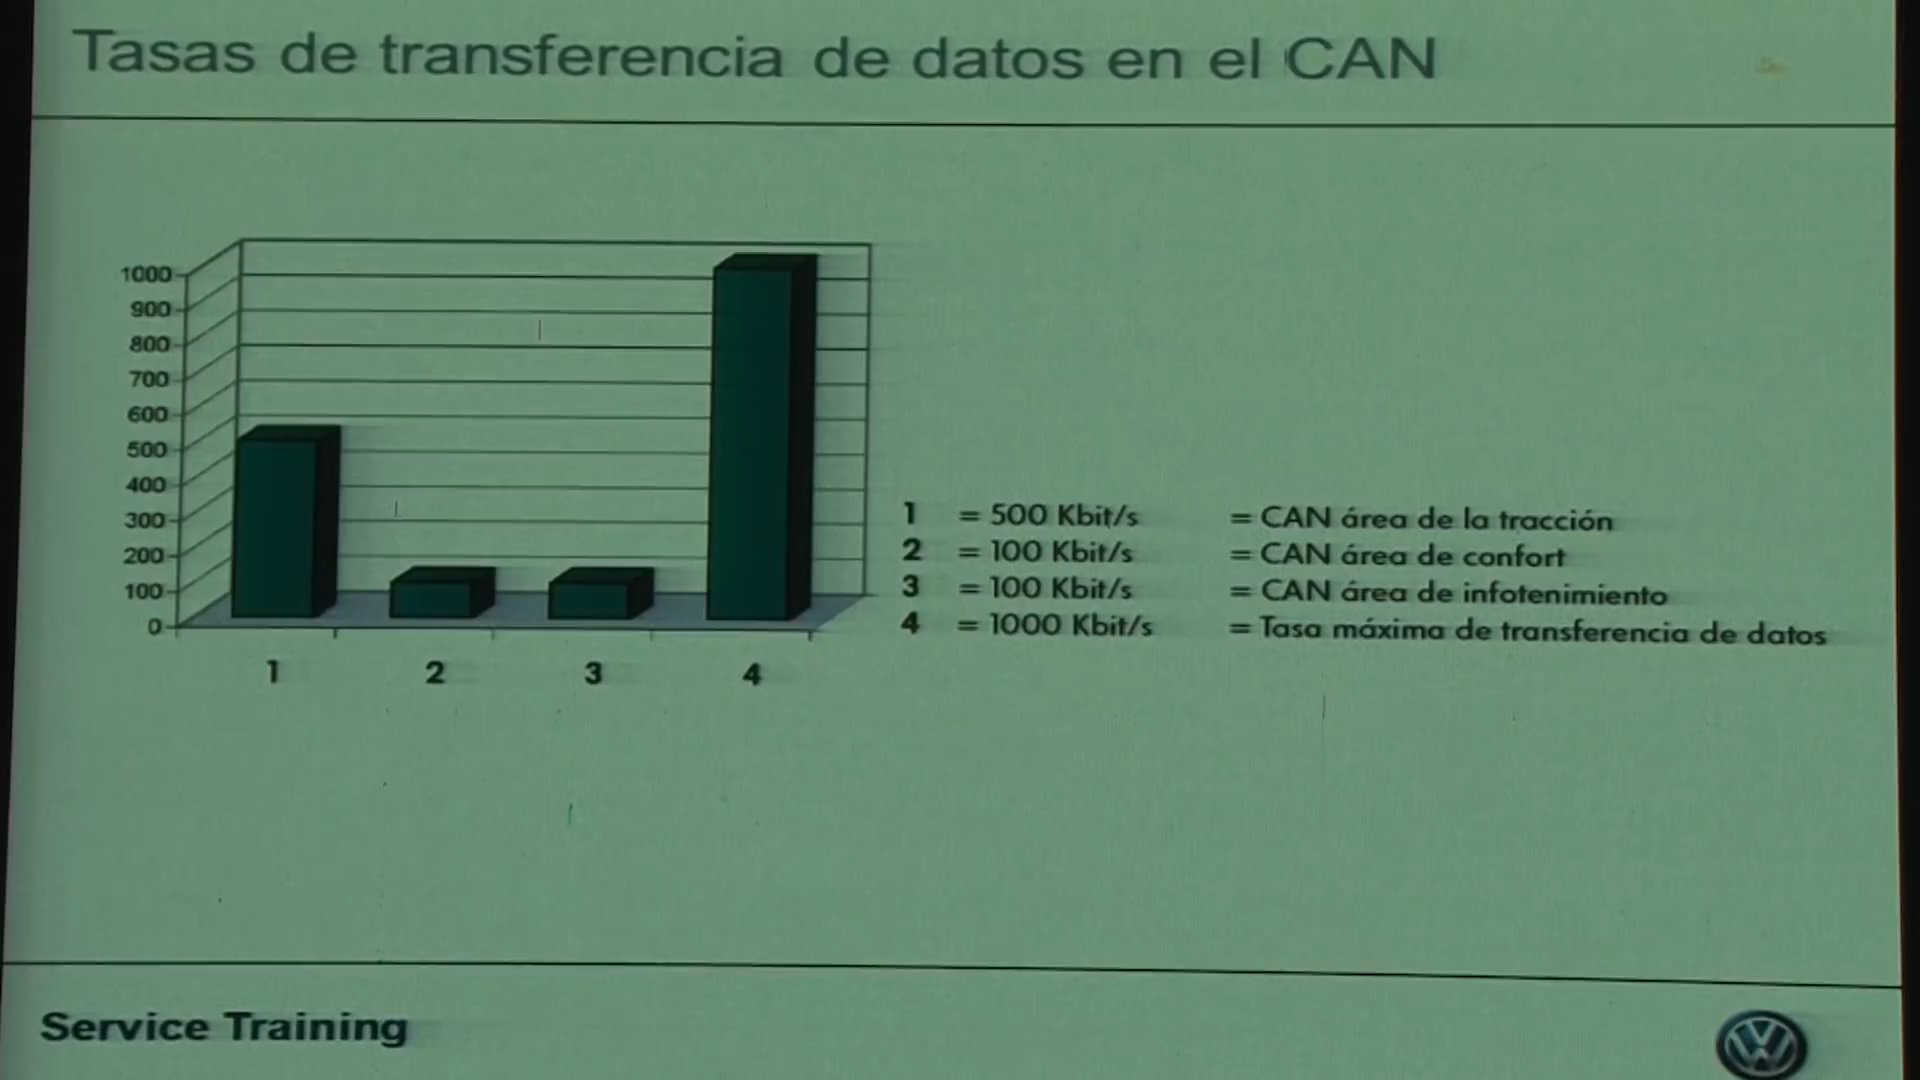 Tasas de transferencia de datos en el CAN
1000
900
800
700
600
500
400
300
200
100
0
1 2 3 4
1 = 500 Kbit/s = CAN área de la tracción
2 = 100 Kbit/s = CAN área de confort
3 = 100 Kbit/s = CAN área de infotenimiento
4 = 1000 Kbit/s = Tasa máxima de transferencia de datos
Service Training